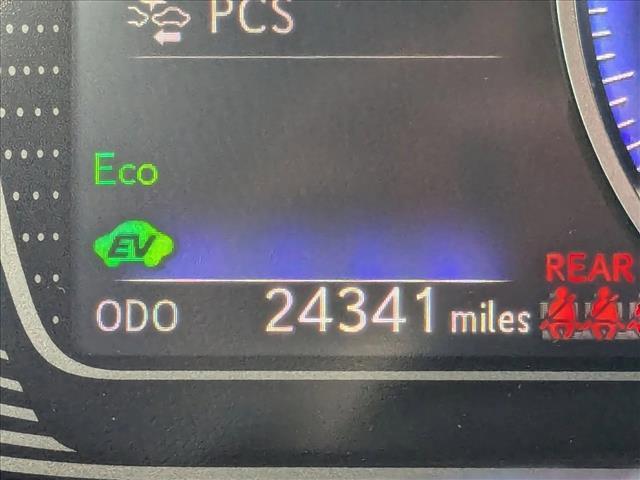 PCS
Eco
EV
REAR
ODO 24341 miles